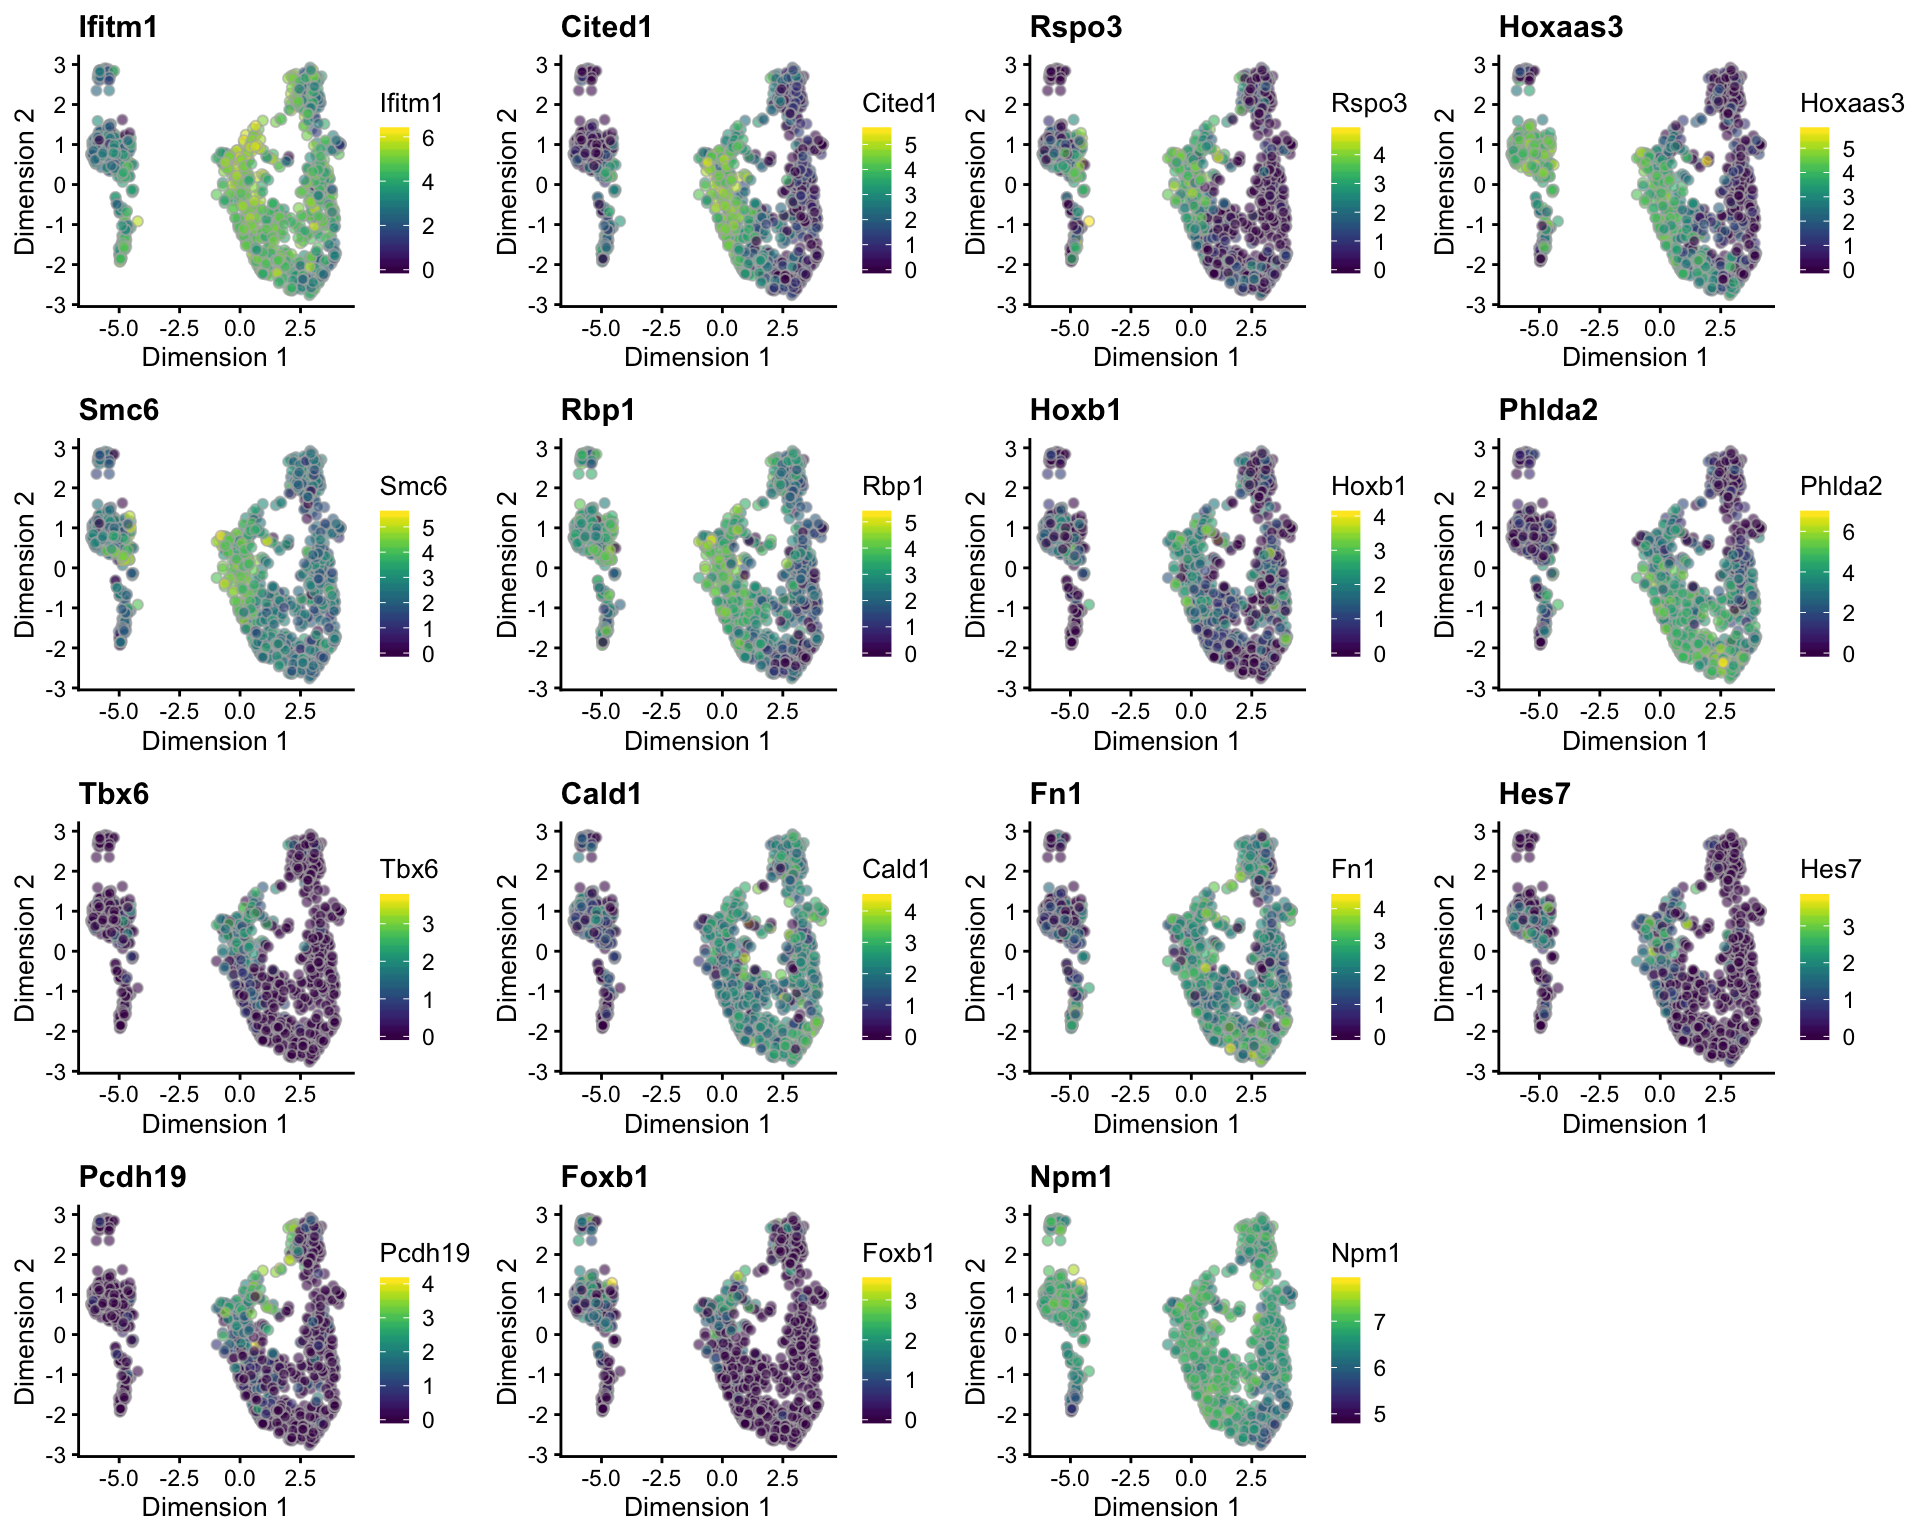 Ifitm1 Cited1 Rspo3 Hoxaas3
3 2 1 0 -1 -2 -3 Dimension 2 Ifitm1 6 4 2 0
3 2 1 0 -1 -2 -3 Dimension 2 Cited1 5 4 3 2 1 0
3 2 1 0 -1 -2 -3 Dimension 2 Rspo3 4 3 2 1 0
3 2 1 0 -1 -2 -3 Dimension 2 Hoxaas3 5 4 3 2 1 0
-5.0 -2.5 0.0 2.5 -5.0 -2.5 0.0 2.5 -5.0 -2.5 0.0 2.5 -5.0 -2.5 0.0 2.5
Dimension 1 Dimension 1 Dimension 1 Dimension 1
Smc6 Rbp1 Hoxb1 Phlda2
3 2 1 0 -1 -2 -3 Dimension 2 Smc6 5 4 3 2 1 0
3 2 1 0 -1 -2 -3 Dimension 2 Rbp1 5 4 3 2 1 0
3 2 1 0 -1 -2 -3 Dimension 2 Hoxb1 4 3 2 1 0
3 2 1 0 -1 -2 -3 Dimension 2 Phlda2 6 4 2 0
-5.0 -2.5 0.0 2.5 -5.0 -2.5 0.0 2.5 -5.0 -2.5 0.0 2.5 -5.0 -2.5 0.0 2.5
Dimension 1 Dimension 1 Dimension 1 Dimension 1
Tbx6 Cald1 Fn1 Hes7
3 2 1 0 -1 -2 -3 Dimension 2 Tbx6 3 2 1 0
3 2 1 0 -1 -2 -3 Dimension 2 Cald1 4 3 2 1 0
3 2 1 0 -1 -2 -3 Dimension 2 Fn1 4 3 2 1 0
3 2 1 0 -1 -2 -3 Dimension 2 Hes7 3 2 1 0
-5.0 -2.5 0.0 2.5 -5.0 -2.5 0.0 2.5 -5.0 -2.5 0.0 2.5 -5.0 -2.5 0.0 2.5
Dimension 1 Dimension 1 Dimension 1 Dimension 1
Pcdh19 Foxb1 Npm1
3 2 1 0 -1 -2 -3 Dimension 2 Pcdh19 4 3 2 1 0
3 2 1 0 -1 -2 -3 Dimension 2 Foxb1 3 2 1 0
3 2 1 0 -1 -2 -3 Dimension 2 Npm1 7 6 5
-5.0 -2.5 0.0 2.5 -5.0 -2.5 0.0 2.5 -5.0 -2.5 0.0 2.5
Dimension 1 Dimension 1 Dimension 1